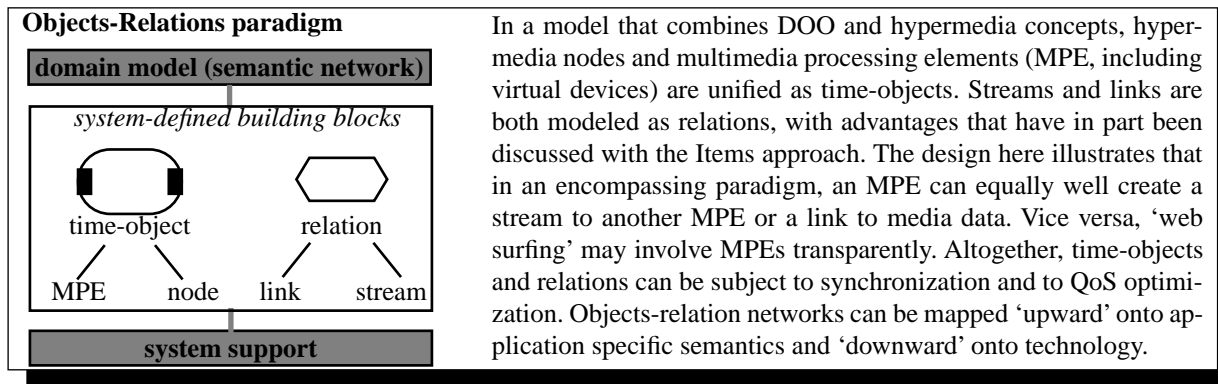 Objects-Relations paradigm
domain model (semantic network)
system-defined building blocks
time-object relation
MPE node link stream
system support
In a model that combines DOO and hypermedia concepts, hyper-
media nodes and multimedia processing elements (MPE, including
virtual devices) are unified as time-objects. Streams and links are
both modeled as relations, with advantages that have in part been
discussed with the Items approach. The design here illustrates that
in an encompassing paradigm, an MPE can equally well create a
stream to another MPE or a link to media data. Vice versa, ‘web
surfing’ may involve MPEs transparently. Altogether, time-objects
and relations can be subject to synchronization and to QoS optimi-
zation. Objects-relation networks can be mapped ‘upward’ onto ap-
plication specific semantics and ‘downward’ onto technology.